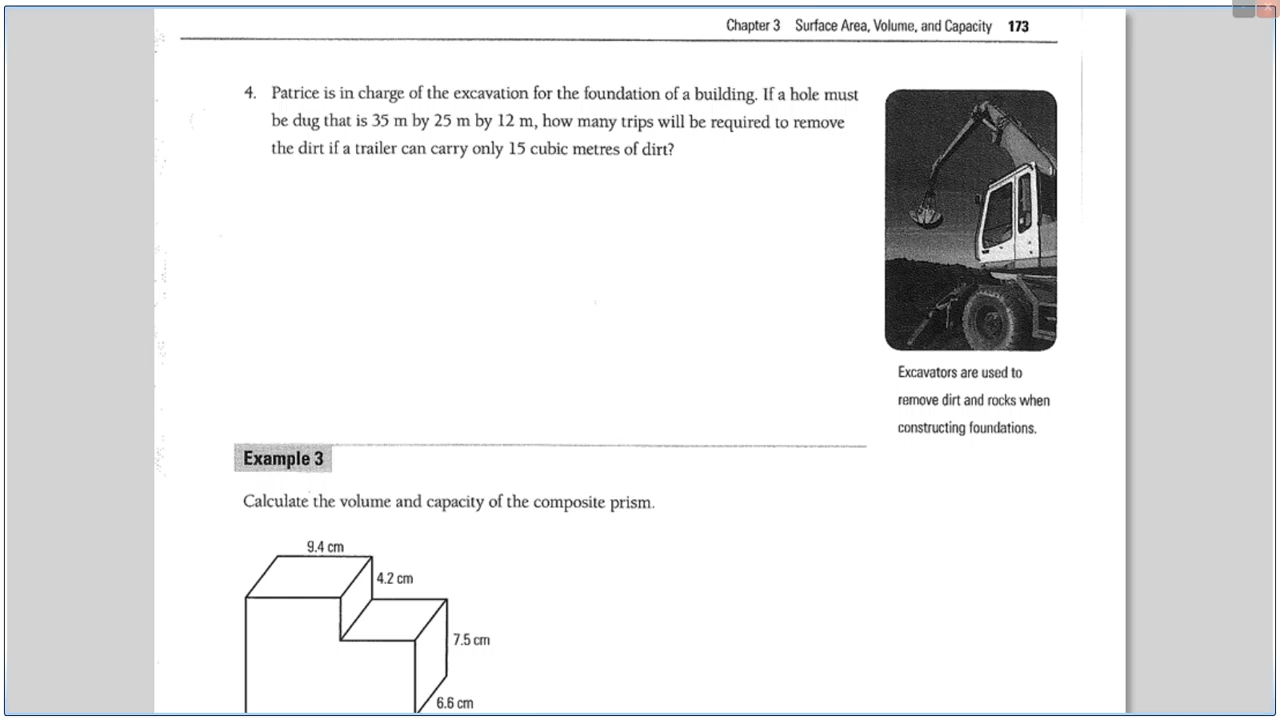 Chapter 3 Surface Area, Volume, and Capacity 173
4. Patrice is in charge of the excavation for the foundation of a building. If a hole must
be dug that is 35 m by 25 m by 12 m, how many trips will be required to remove
the dirt if a trailer can carry only 15 cubic metres of dirt?
Excavators are used to
remove dirt and rocks when
constructing foundations.
Example 3
Calculate the volume and capacity of the composite prism.
9.4 cm
4.2 cm
7.5 cm
6.6 cm